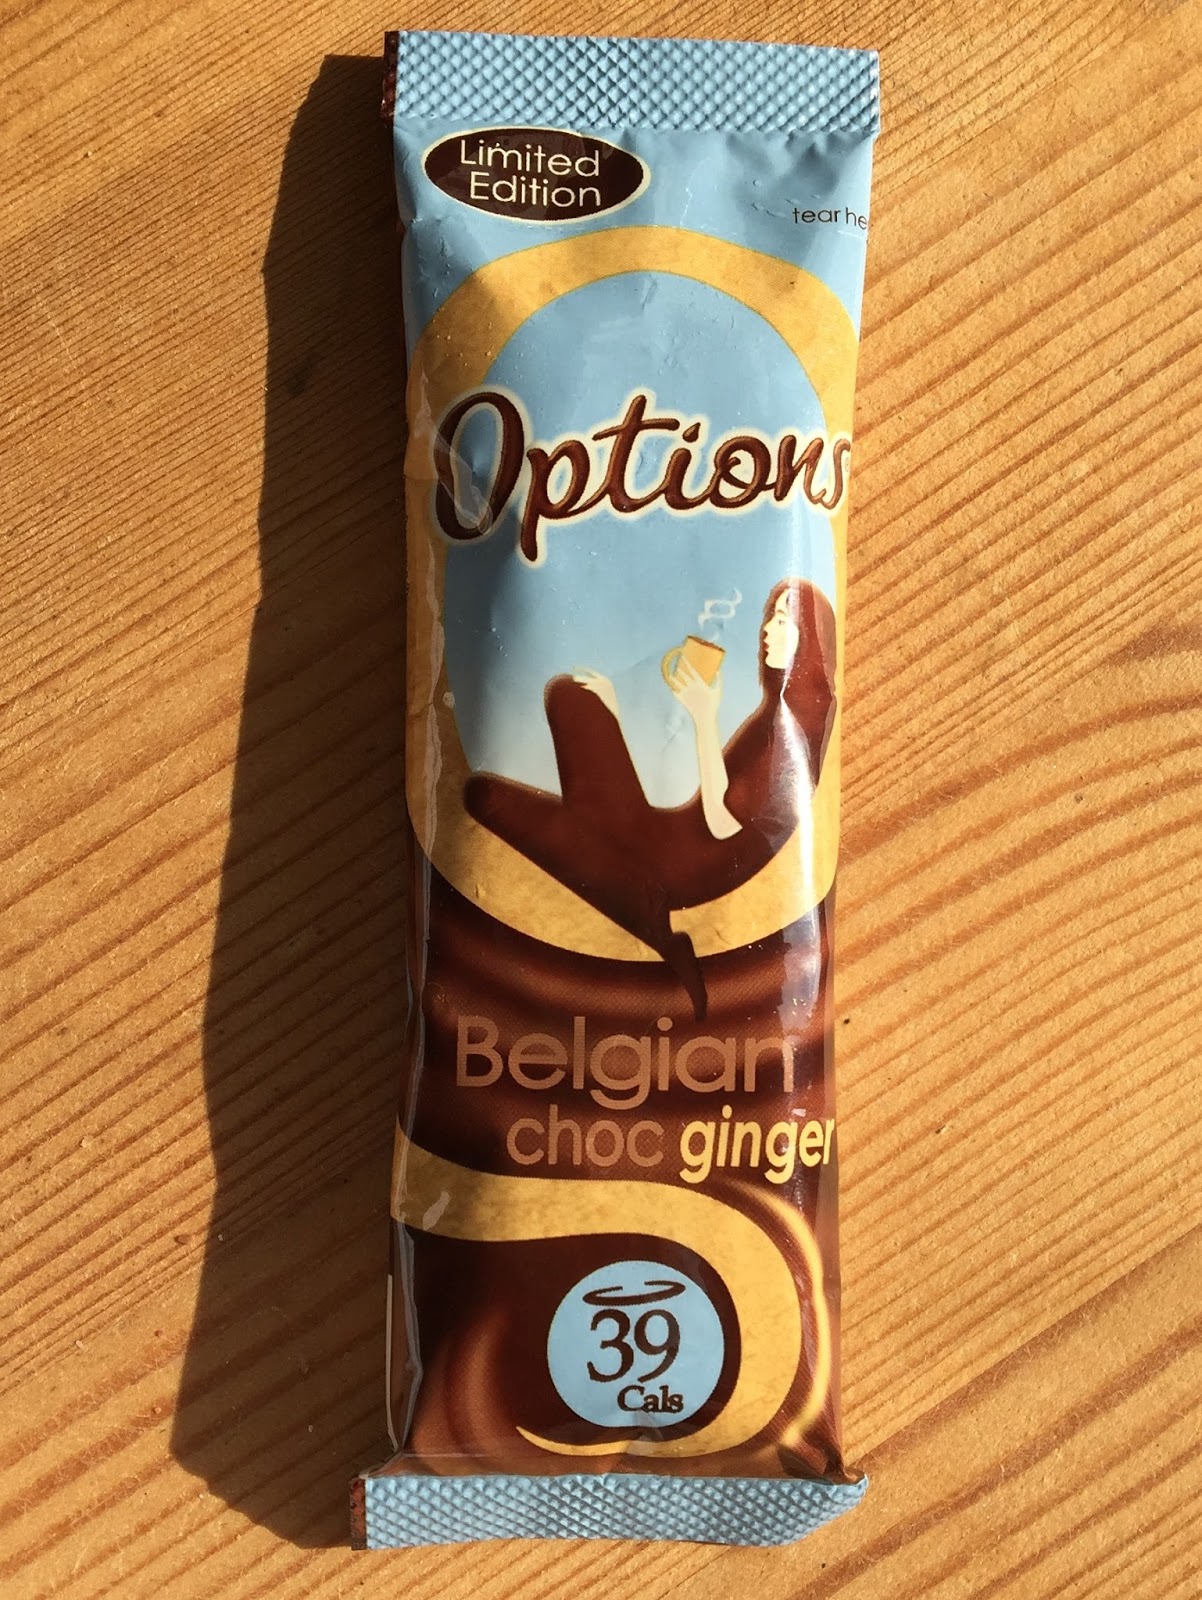 Limited
Edition
tear he
Options
Belgian
choc ginger
39
Cals